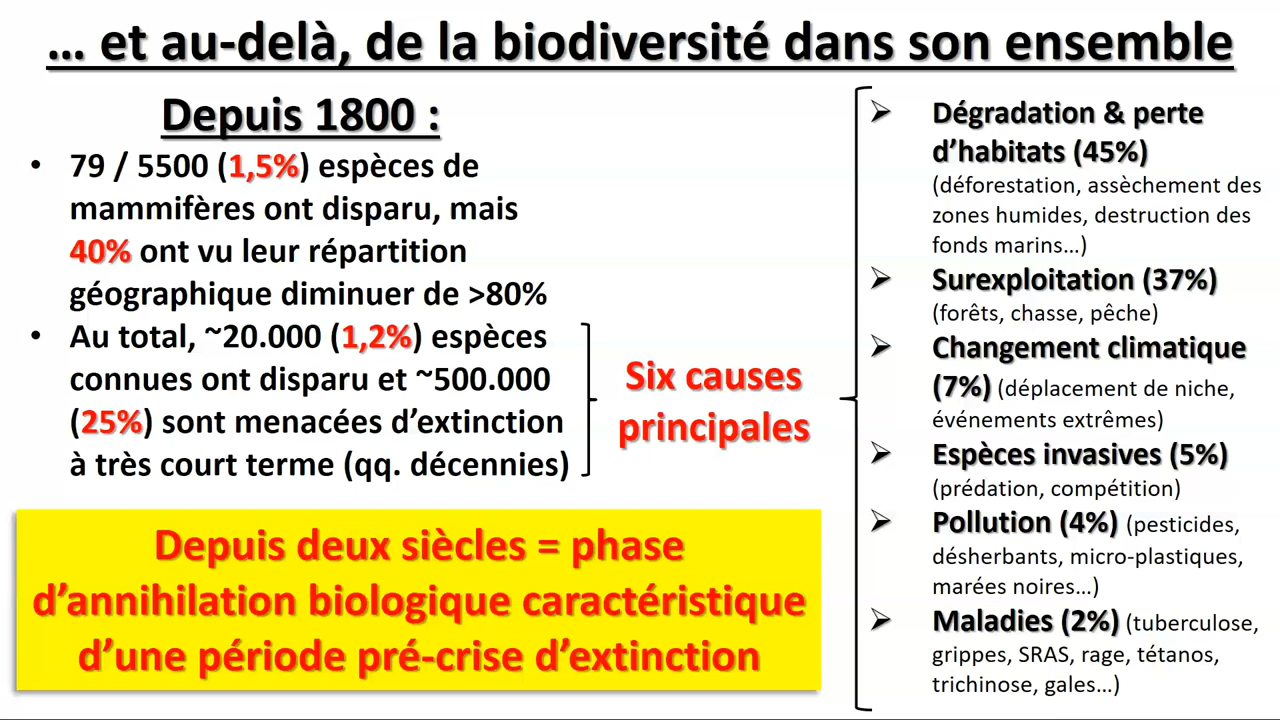 ... et au-delà, de la biodiversité dans son ensemble
Depuis 1800 :
• 79 / 5500 (1,5%) espèces de
mammifères ont disparu, mais
40% ont vu leur répartition
géographique diminuer de >80%
• Au total, ~20.000 (1,2%) espèces
connues ont disparu et ~500.000
(25%) sont menacées d’extinction
à très court terme (qq. décennies)
Six causes
principales
➢ Dégradation & perte
d’habitats (45%)
(déforestation, assèchement des
zones humides, destruction des
fonds marins…)
➢ Surexploitation (37%)
(forêts, chasse, pêche)
➢ Changement climatique
(7%) (déplacement de niche,
événements extrêmes)
➢ Espèces invasives (5%)
(prédation, compétition)
➢ Pollution (4%) (pesticides,
désherbants, micro-plastiques,
marées noires…)
➢ Maladies (2%) (tuberculose,
grippes, SRAS, rage, tétanos,
trichinose, gales…)
Depuis deux siècles = phase
d’annihilation biologique caractéristique
d’une période pré-crise d’extinction